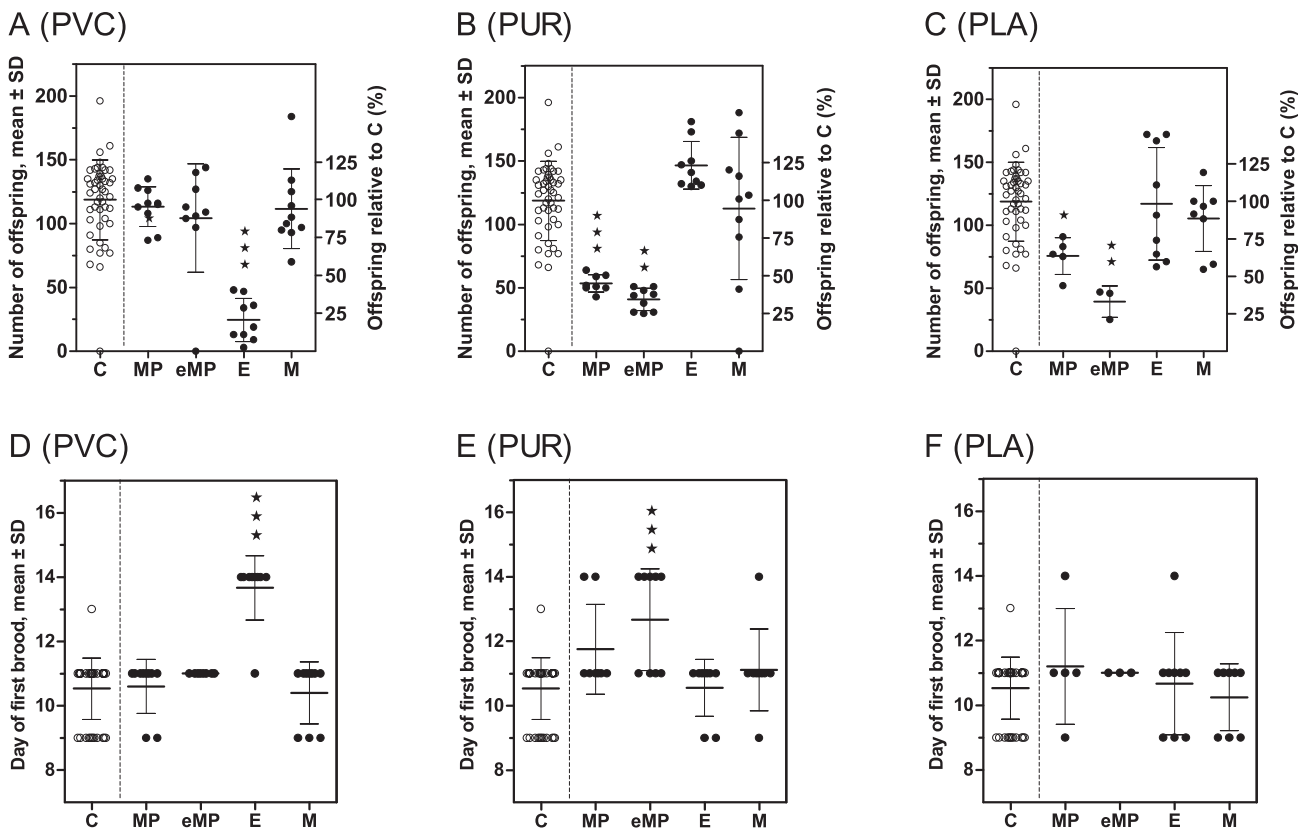 A (PVC)
Number of offspring, mean ± SD
200
150
100
50
0
C MP eMP E M
125
100
75
50
25
Offspring relative to C (%)
B (PUR)
Number of offspring, mean ± SD
200
150
100
50
0
C MP eMP E M
125
100
75
50
25
Offspring relative to C (%)
C (PLA)
Number of offspring, mean ± SD
200
150
100
50
0
C MP eMP E M
125
100
75
50
25
Offspring relative to C (%)
D (PVC)
Day of first brood, mean ± SD
16
14
12
10
8
C MP eMP E M
E (PUR)
Day of first brood, mean ± SD
16
14
12
10
8
C MP eMP E M
F (PLA)
Day of first brood, mean ± SD
16
14
12
10
8
C MP eMP E M